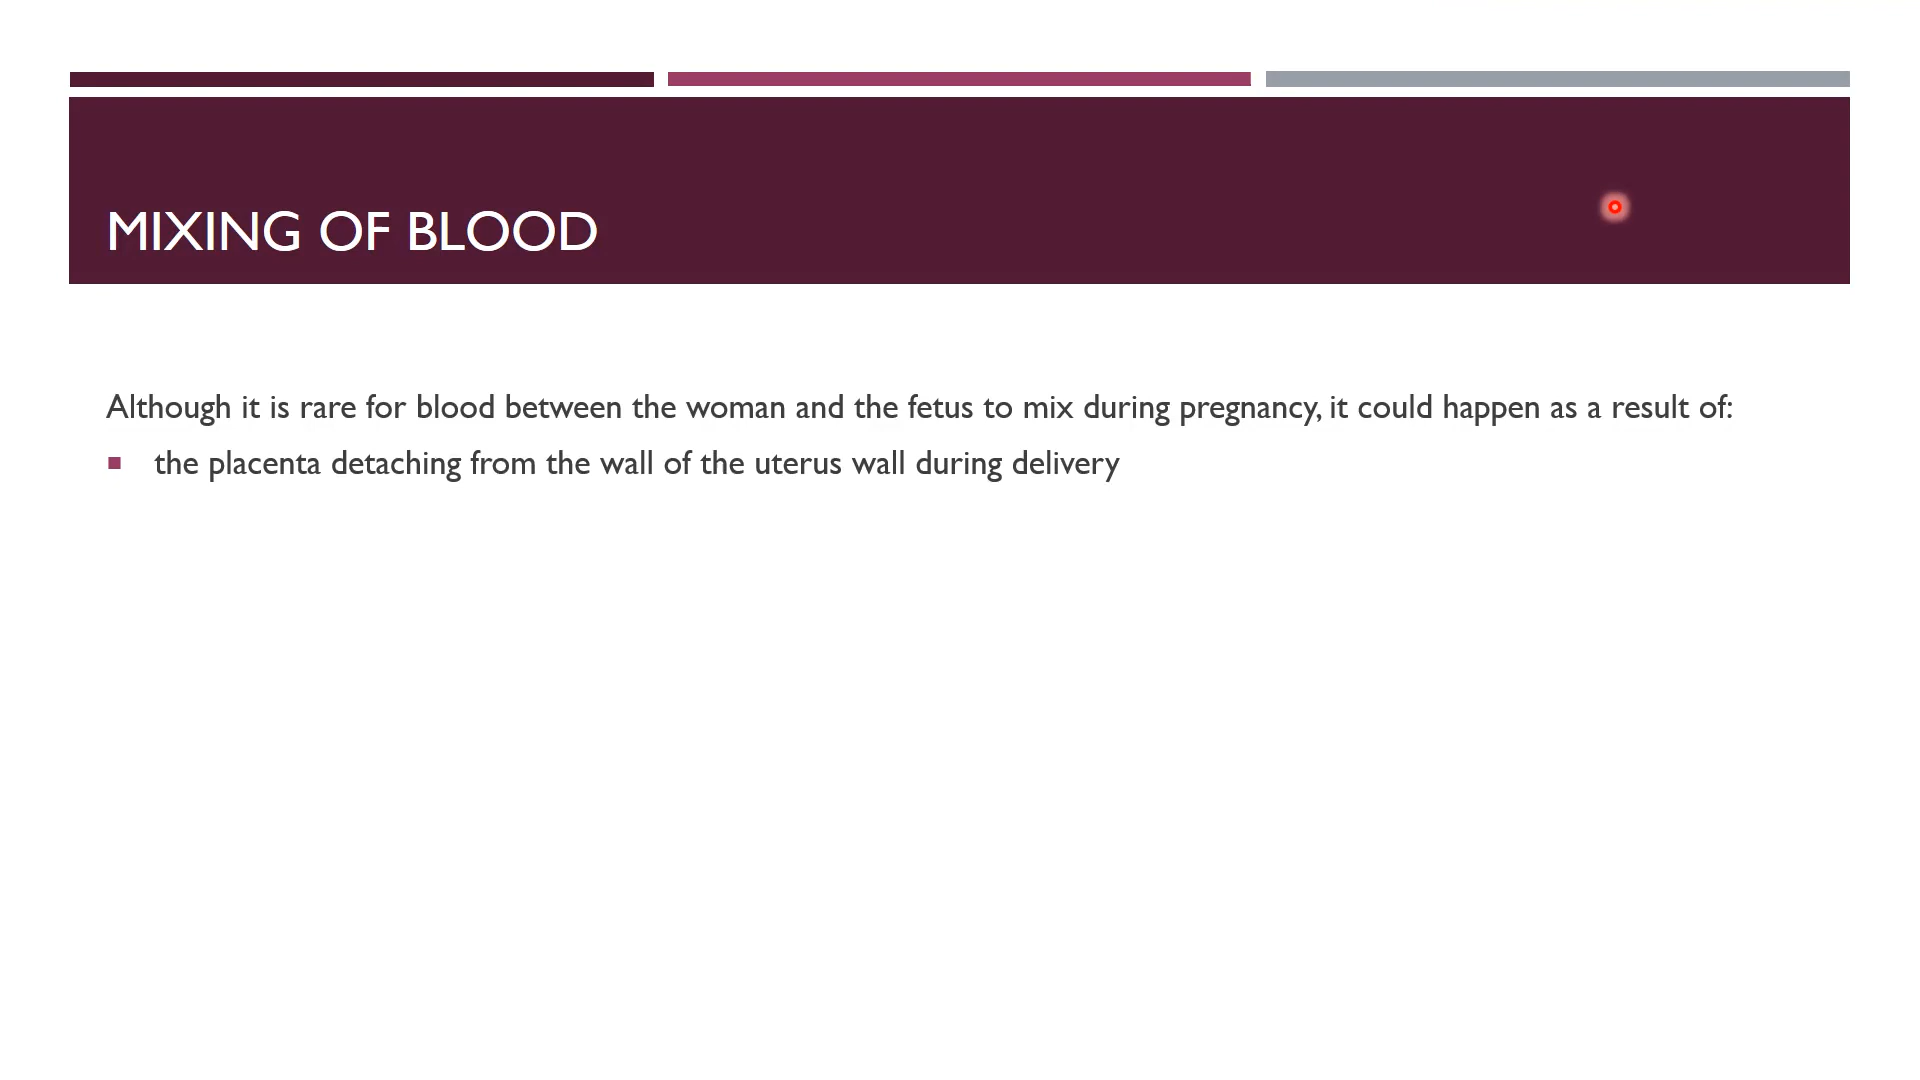 MIXING OF BLOOD
Although it is rare for blood between the woman and the fetus to mix during pregnancy, it could happen as a result of:
the placenta detaching from the wall of the uterus wall during delivery